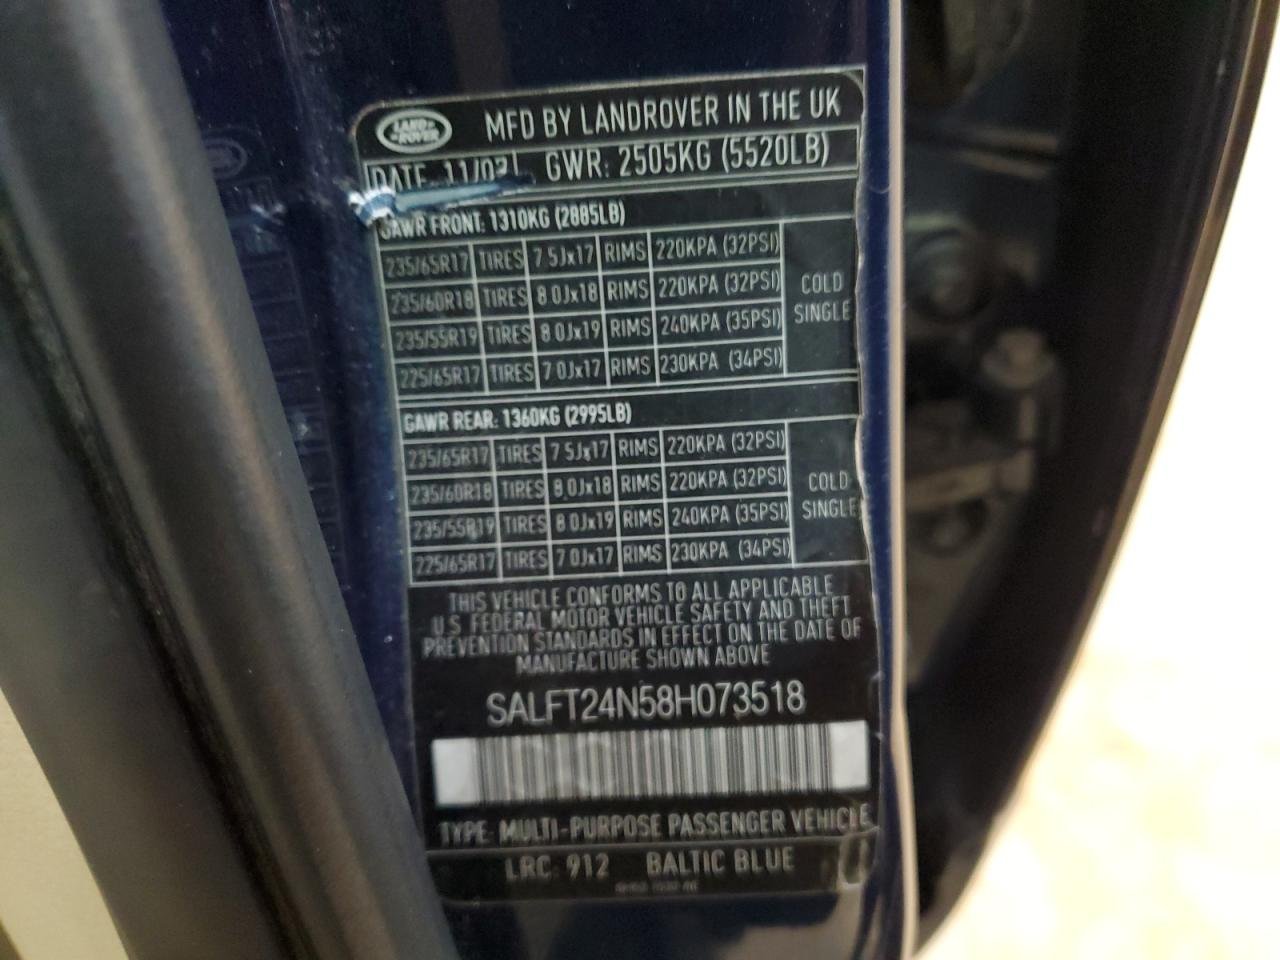 LAND ROVER MFD BY LANDROVER IN THE UK
DATE 11/07 GWR: 2505KG (5520LB)
GAWR FRONT: 1310KG (2885LB)
235/65R17 TIRES 7 5Jx17 RIMS 220KPA (32PSI)
235/60R18 TIRES 8 0Jx18 RIMS 220KPA (32PSI)
235/55R19 TIRES 8 0Jx19 RIMS 240KPA (35PSI)
225/65R17 TIRES 7 0Jx17 RIMS 230KPA (34PSI)
COLD
SINGLE
GAWR REAR: 1360KG (2995LB)
235/65R17 TIRES 7 5Jx17 RIMS 220KPA (32PSI)
235/60R18 TIRES 8.0Jx18 RIMS 220KPA (32PSI)
235/55R19 TIRES 8 0Jx19 RIMS 240KPA (35PSI)
225/65R17 TIRES 7 0Jx17 RIMS 230KPA (34PSI)
COLD
SINGLE
THIS VEHICLE CONFORMS TO ALL APPLICABLE
U.S FEDERAL MOTOR VEHICLE SAFETY AND THEFT
PREVENTION STANDARDS IN EFFECT ON THE DATE OF
MANUFACTURE SHOWN ABOVE
SALFT24N58H073518
TYPE: MULTI-PURPOSE PASSENGER VEHICLE
LRC: 912 BALTIC BLUE